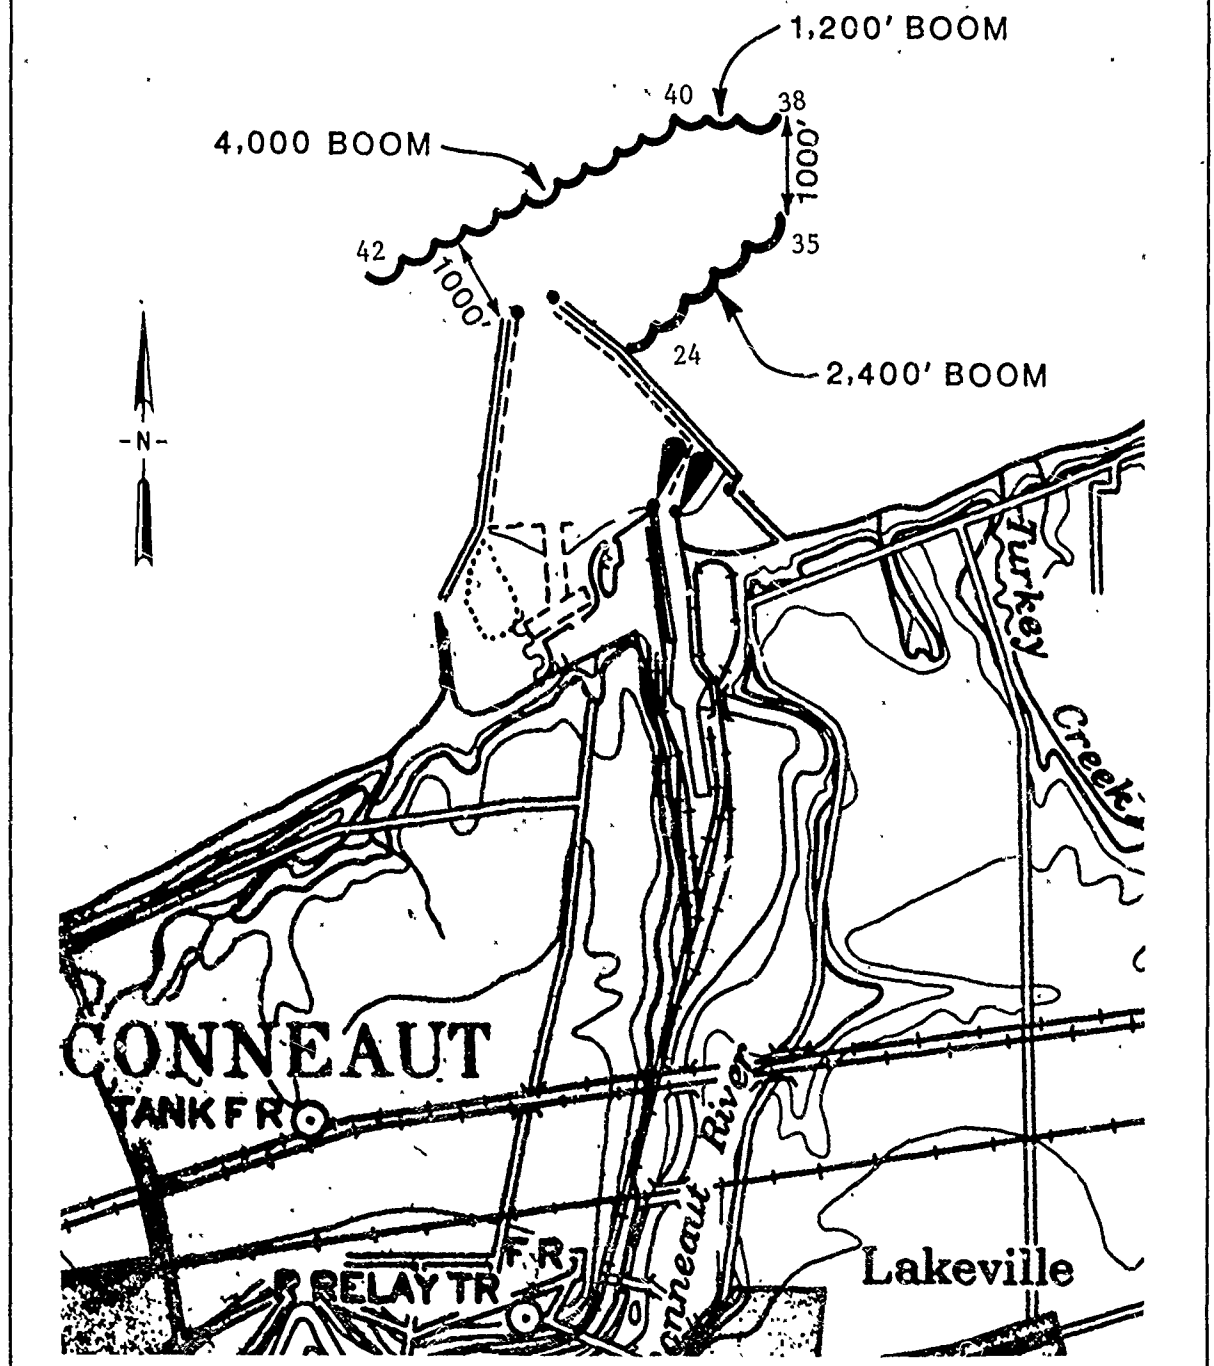 1,200' BOOM
40
38
4,000 BOOM
1000'
42
35
1000'
24
2,400' BOOM
-N-
Turkey
Creek
CONNEAUT
TANK F R
River
Conneaut
F R
R RELAY TR
Lakeville